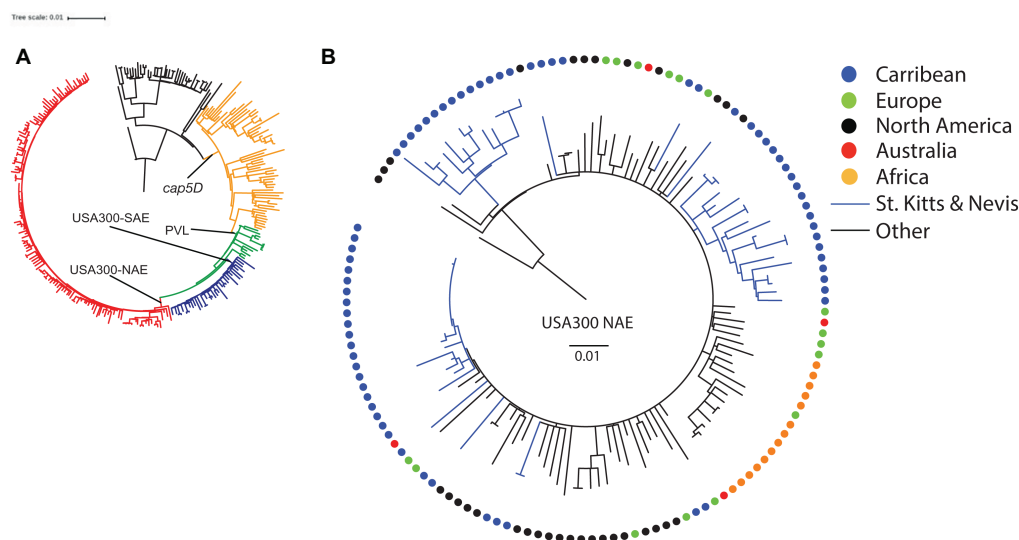 Tree scale: 0.01
A
B
cap5D
USA300-SAE
PVL
USA300-NAE
USA300 NAE
0.01
Carribean
Europe
North America
Australia
Africa
St. Kitts & Nevis
Other